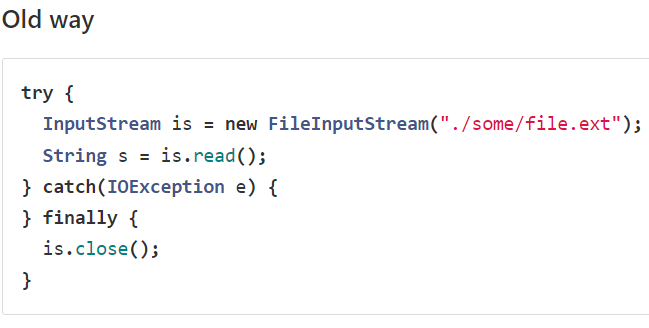 Old way
try {
  InputStream is = new FileInputStream("./some/file.ext");
  String s = is.read();
} catch(IOException e) {
} finally {
  is.close();
}